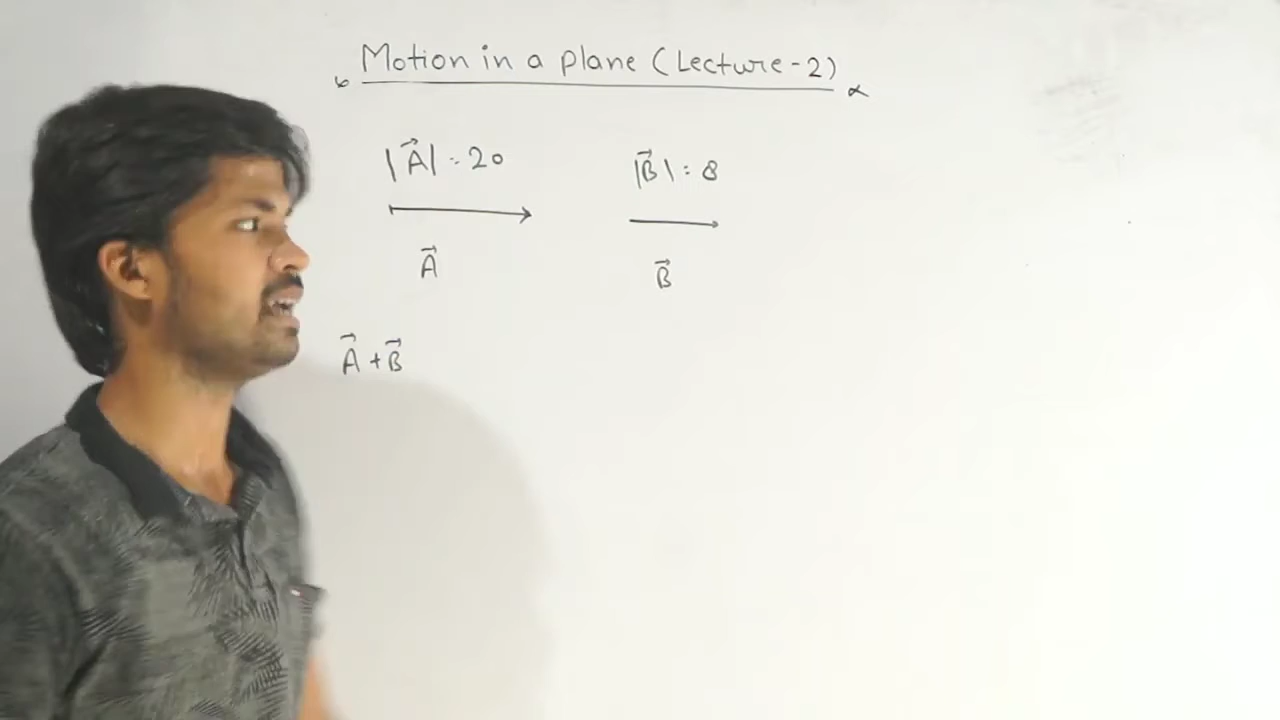 Motion in a plane (Lecture - 2)
|A⃗| = 20 |B⃗| = 8
A⃗ B⃗
A⃗ + B⃗